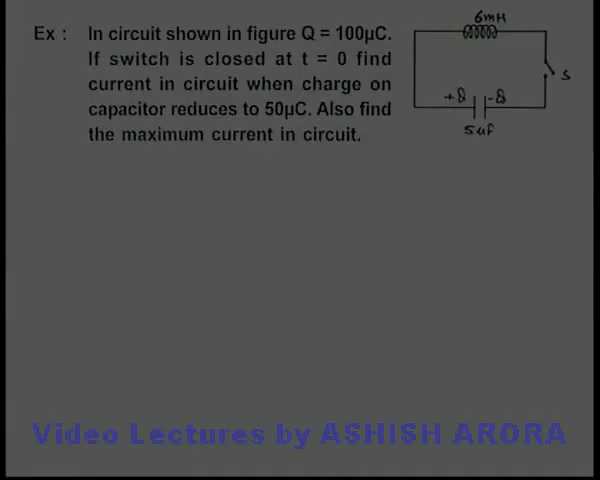 Ex : In circuit shown in figure Q = 100µC.
If switch is closed at t = 0 find
current in circuit when charge on
capacitor reduces to 50µC. Also find
the maximum current in circuit.
6mH
S
+Q -Q
5uF
Video Lectures by ASHISH ARORA